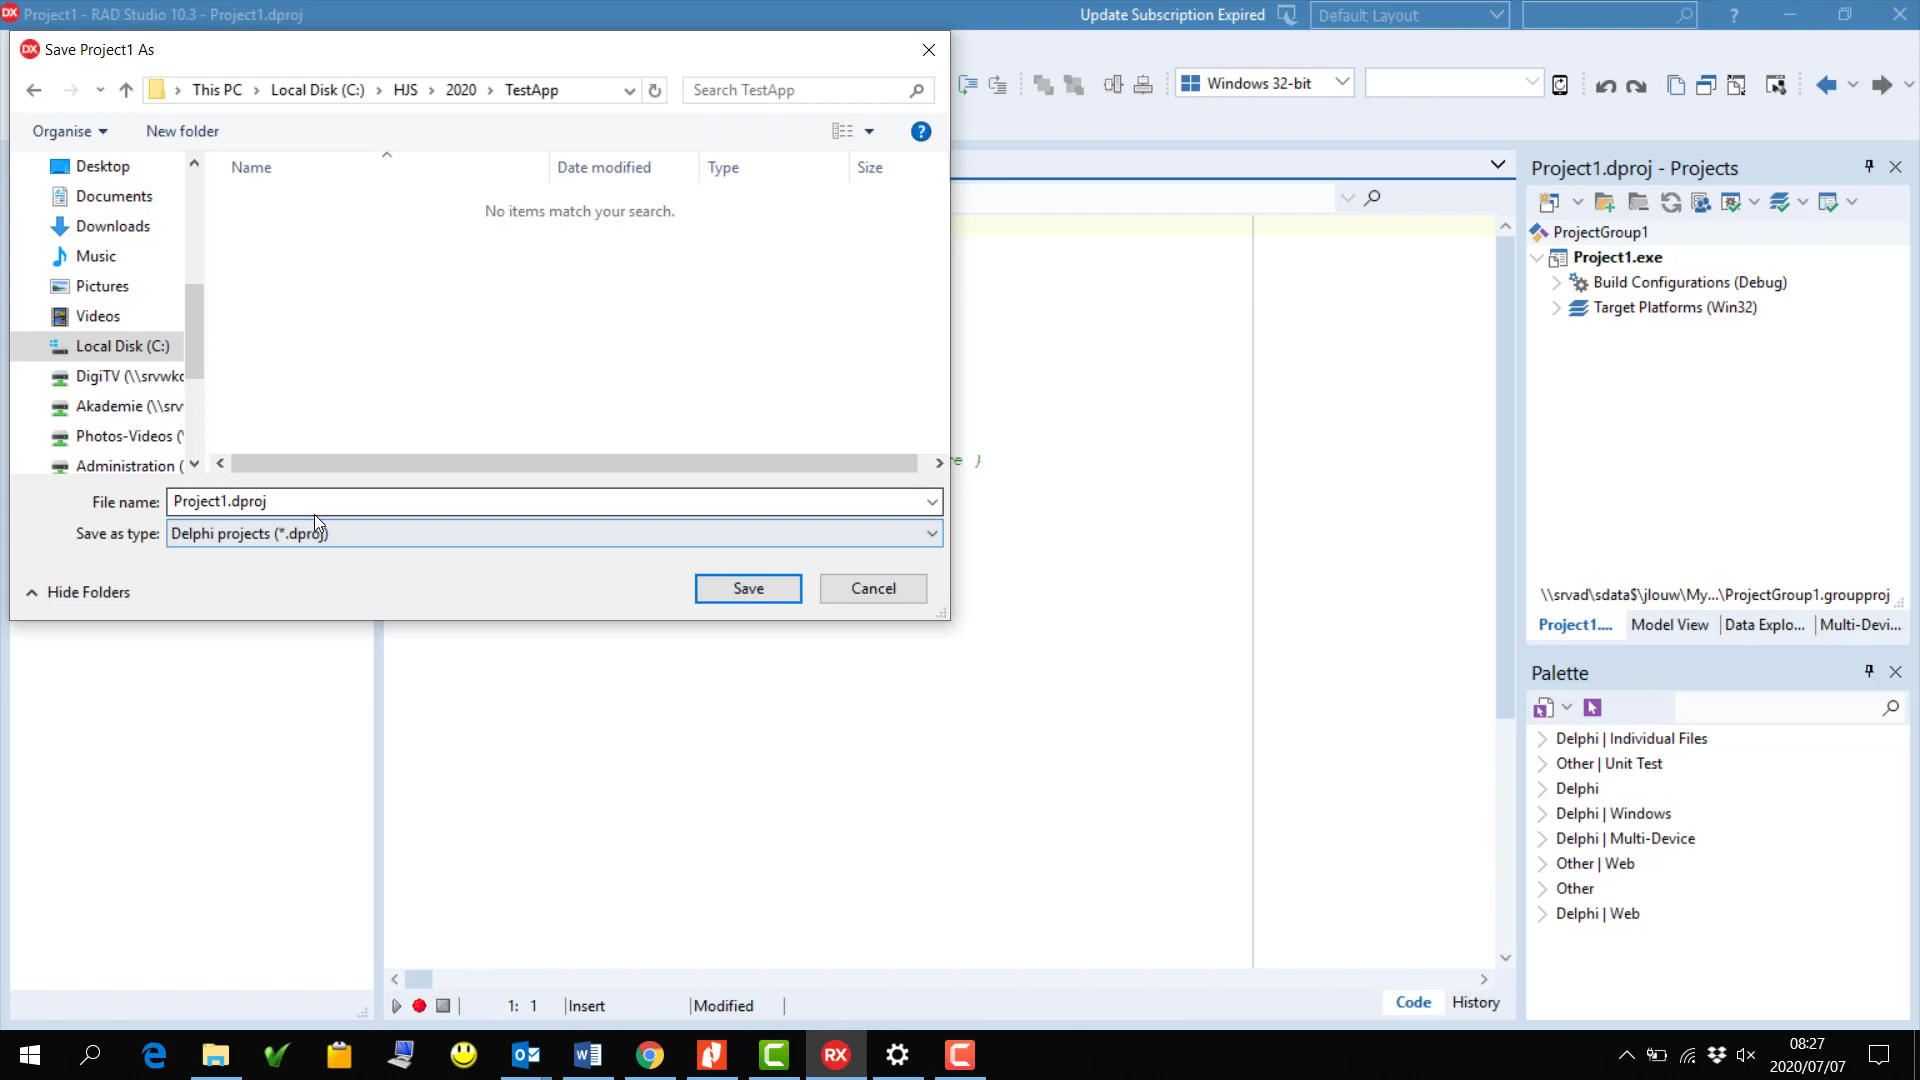 DX Project1 - RAD Studio 10.3 - Project1.dproj
Update Subscription Expired
Default Layout
?
DX Save Project1 As
This PC > Local Disk (C:) > HJS > 2020 > TestApp
Search TestApp
Windows 32-bit
Organise
New folder
?
Name
Date modified
Type
Size
No items match your search.
Desktop
Documents
Downloads
Music
Pictures
Videos
Local Disk (C:)
DigiTV (\\srvwkc
Akademie (\\srv
Photos-Videos (
Administration (
re }
File name: Project1.dproj
Save as type: Delphi projects (*.dproj)
Hide Folders
Save
Cancel
Project1.dproj - Projects
ProjectGroup1
Project1.exe
Build Configurations (Debug)
Target Platforms (Win32)
\\srvad\sdata$\jlouw\My...\ProjectGroup1.groupproj
Project1.... Model View Data Explo... Multi-Devi...
Palette
Delphi | Individual Files
Other | Unit Test
Delphi
Delphi | Windows
Delphi | Multi-Device
Other | Web
Other
Delphi | Web
1: 1 Insert Modified
Code History
RX
08:27
2020/07/07